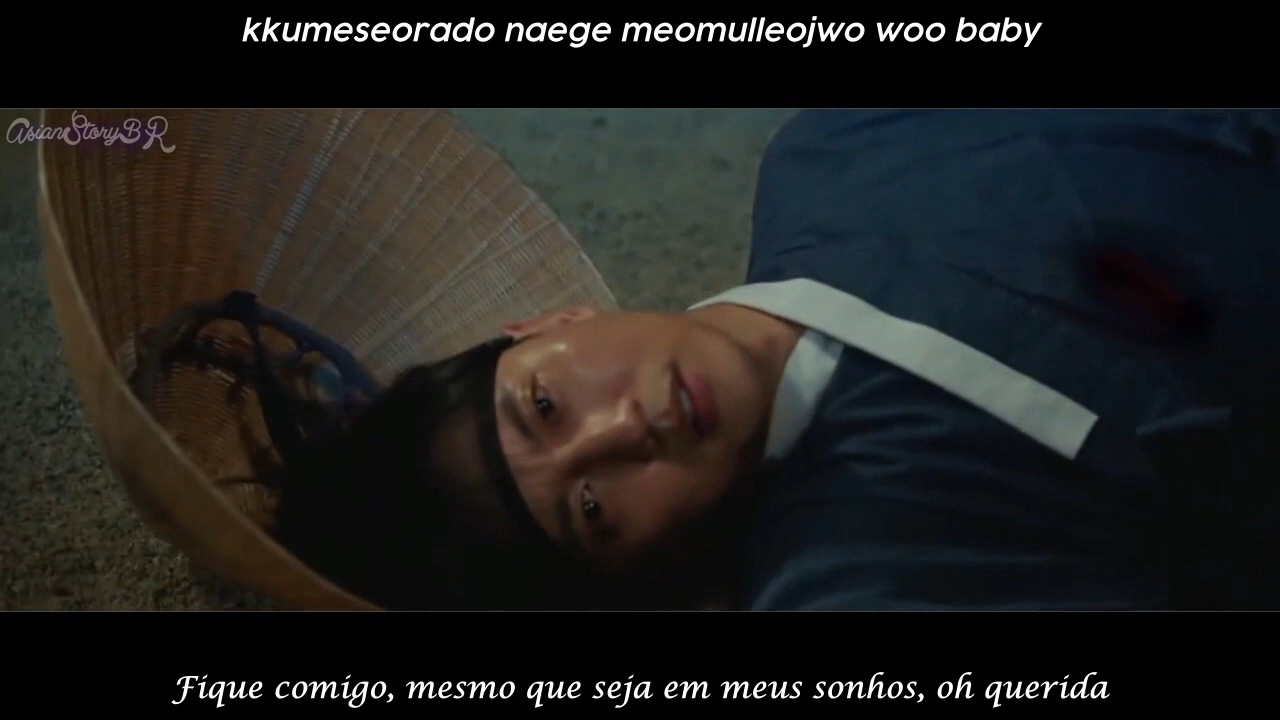 kkumeseorado naege meomulleojwo woo baby
AsianStoryBR
Fique comigo, mesmo que seja em meus sonhos, oh querida